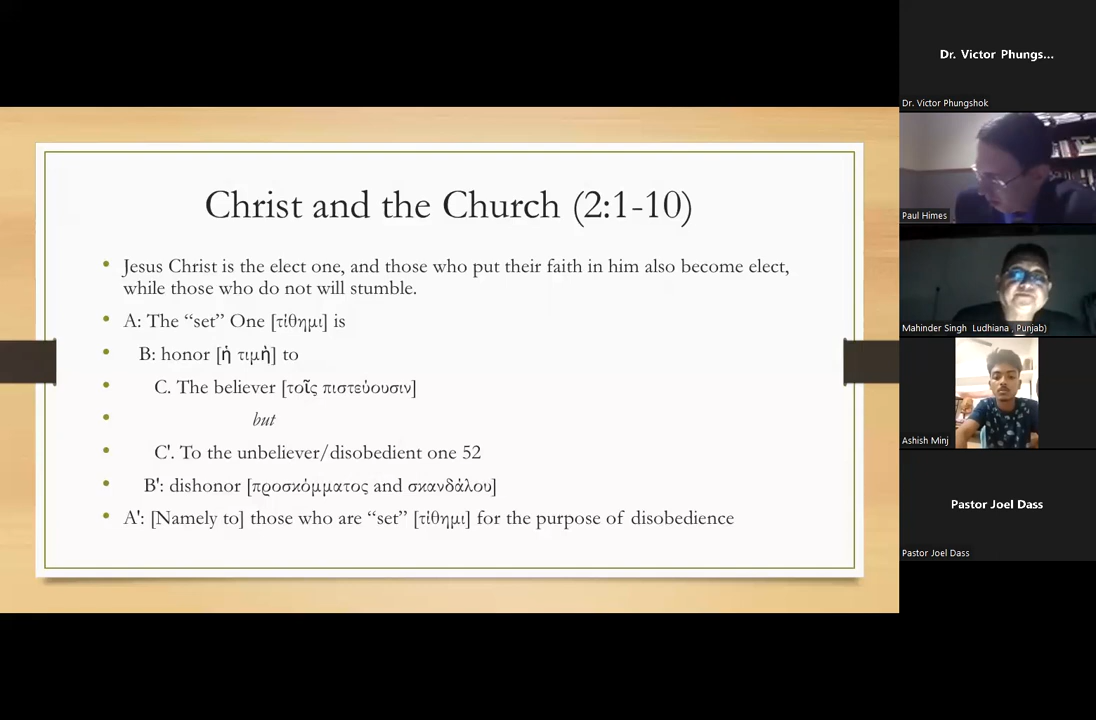 Christ and the Church (2:1-10)
• Jesus Christ is the elect one, and those who put their faith in him also become elect,
while those who do not will stumble.
• A: The “set” One [τίθημι] is
• B: honor [ἡ τιμὴ] to
• C. The believer [τοῖς πιστεύουσιν]
• but
• C'. To the unbeliever/disobedient one 52
• B': dishonor [προσκόμματος and σκανδάλου]
• A': [Namely to] those who are “set” [τίθημι] for the purpose of disobedience
Dr. Victor Phungs...
Dr. Victor Phungshok
Paul Himes
Mahinder Singh Ludhiana , Punjab)
Ashish Minj
Pastor Joel Dass
Pastor Joel Dass